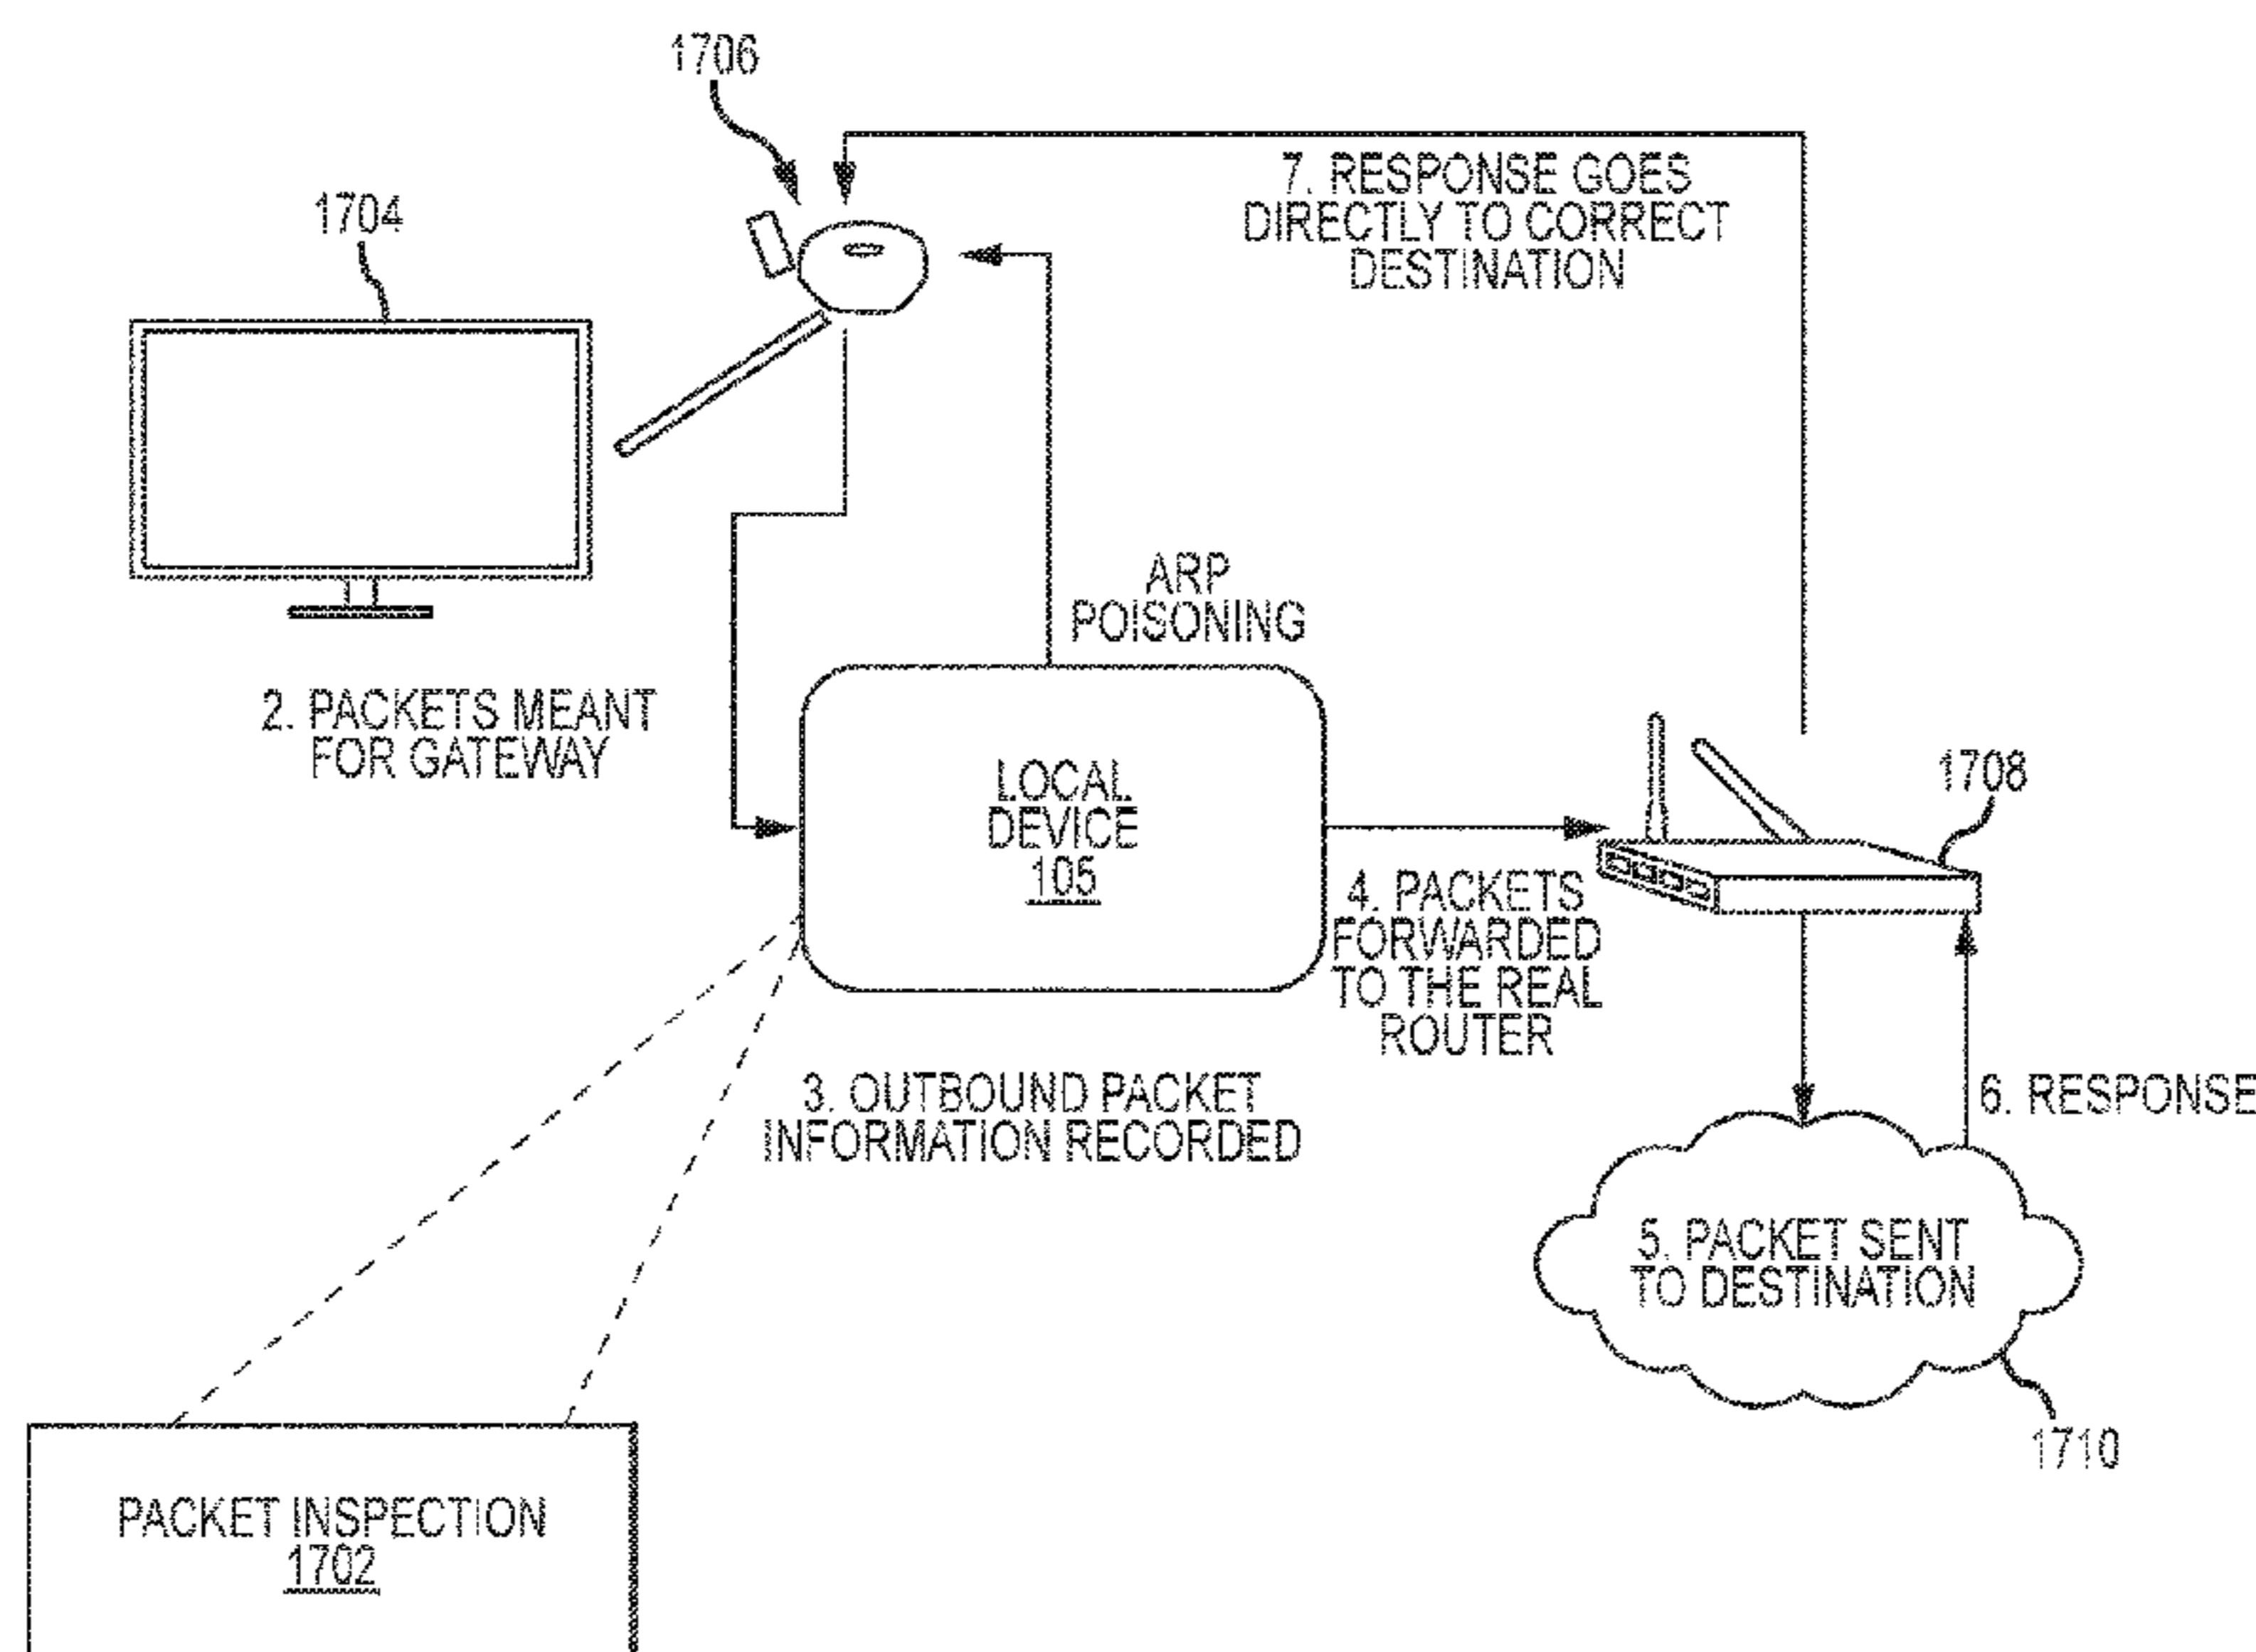 1706
7. RESPONSE GOES
DIRECTLY TO CORRECT
DESTINATION
1704
ARP
POISONING
2. PACKETS MEANT
FOR GATEWAY
LOCAL
DEVICE
105
1708
4. PACKETS
FORWARDED
TO THE REAL
ROUTER
3. OUTBOUND PACKET
INFORMATION RECORDED
6. RESPONSE
5. PACKET SENT
TO DESTINATION
1710
PACKET INSPECTION
1702